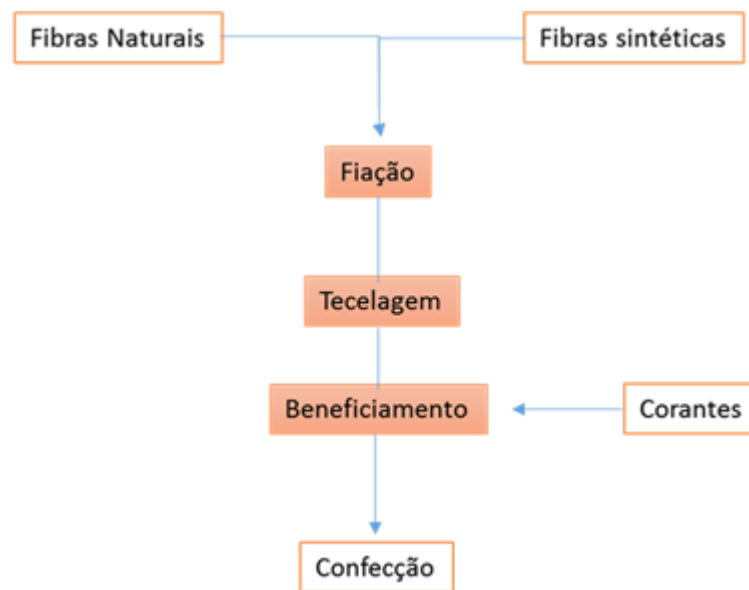 Fibras Naturais
Fibras sintéticas
Fiação
Tecelagem
Beneficiamento
Corantes
Confecção